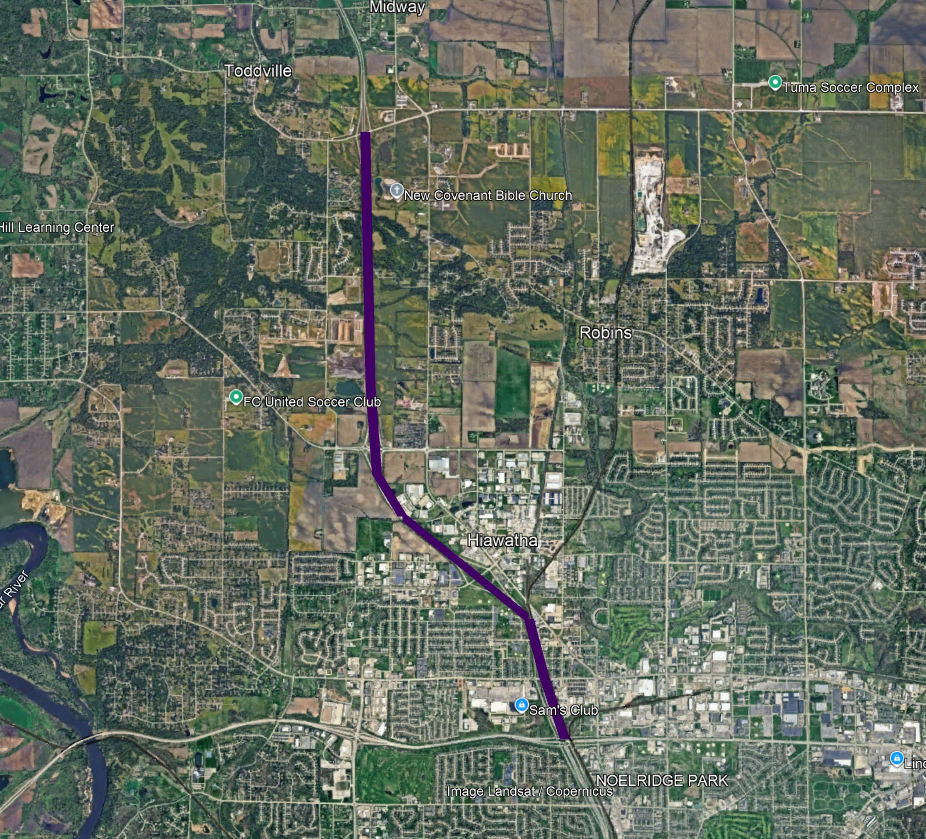 Midway
Toddville
Tuma Soccer Complex
New Covenant Bible Church
Hill Learning Center
Robins
FC United Soccer Club
Hiawatha
ar River
Sam's Club
NOELRIDGE PARK
Linc
Image Landsat / Copernicus